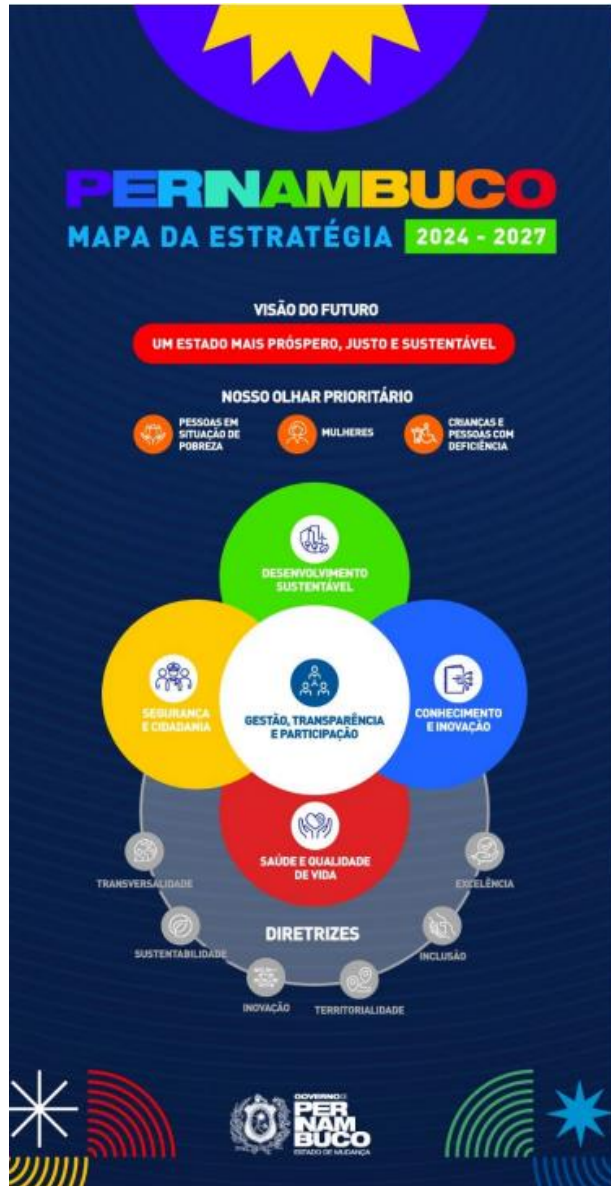 PERNAMBUCO
MAPA DA ESTRATÉGIA 2024 - 2027
VISÃO DO FUTURO
UM ESTADO MAIS PRÓSPERO, JUSTO E SUSTENTÁVEL
NOSSO OLHAR PRIORITÁRIO
PESSOAS EM
SITUAÇÃO DE
POBREZA
MULHERES
CRIANÇAS E
PESSOAS COM
DEFICIÊNCIA
DESENVOLVIMENTO
SUSTENTÁVEL
SEGURANÇA
E CIDADANIA
GESTÃO, TRANSPARÊNCIA
E PARTICIPAÇÃO
CONHECIMENTO
E INOVAÇÃO
SAÚDE E QUALIDADE
DE VIDA
TRANSVERSALIDADE
EXCELÊNCIA
DIRETRIZES
SUSTENTABILIDADE
INCLUSÃO
INOVAÇÃO
TERRITORIALIDADE
GOVERNO DE
PER
NAM
BUCO
ESTADO DE MUDANÇA